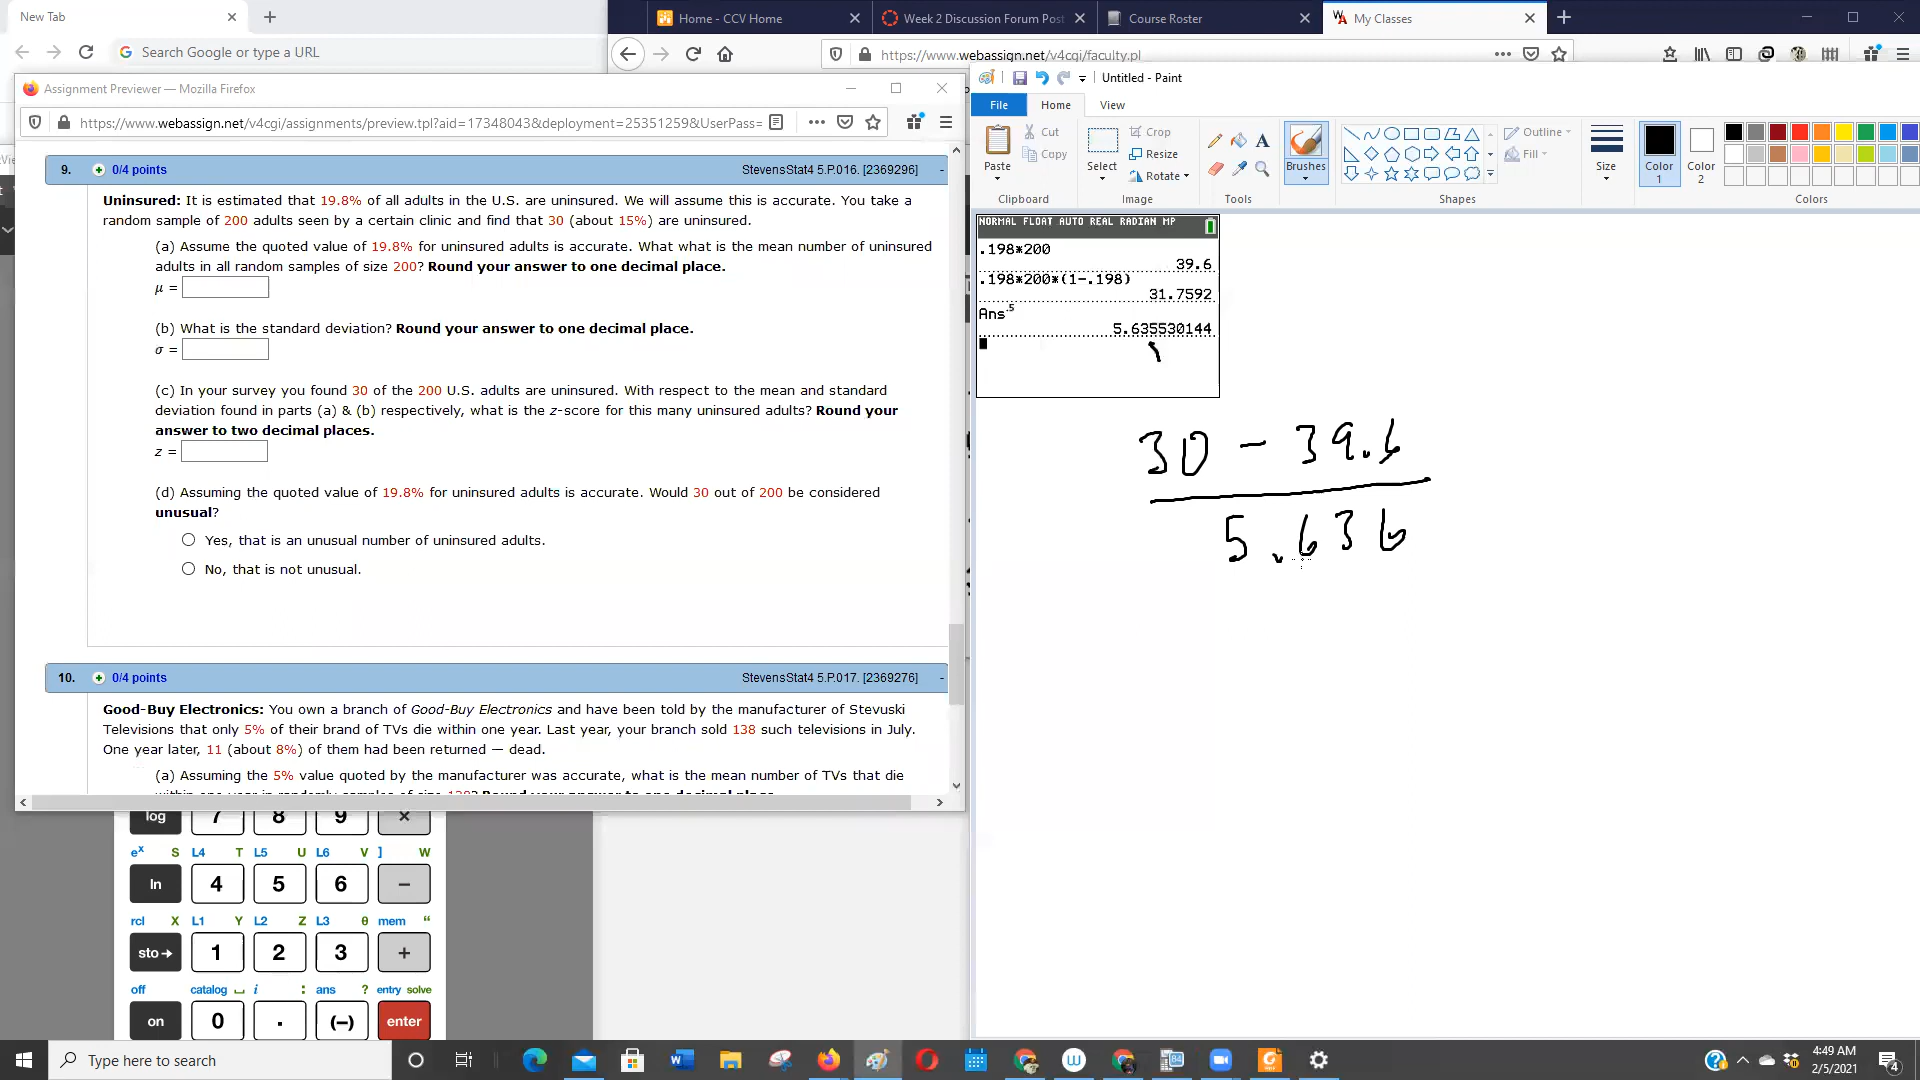 New Tab
Home - CCV Home
Week 2 Discussion Forum Post
Course Roster
My Classes
Search Google or type a URL
https://www.webassign.net/v4cgi/faculty.pl
Assignment Previewer — Mozilla Firefox
https://www.webassign.net/v4cgi/assignments/preview.tpl?aid=17348043&deployment=25351259&UserPass=
9. 0/4 points StevensStat4 5.P.016. [2369296] -
Uninsured: It is estimated that 19.8% of all adults in the U.S. are uninsured. We will assume this is accurate. You take a
random sample of 200 adults seen by a certain clinic and find that 30 (about 15%) are uninsured.
(a) Assume the quoted value of 19.8% for uninsured adults is accurate. What what is the mean number of uninsured
adults in all random samples of size 200? Round your answer to one decimal place.
μ =
(b) What is the standard deviation? Round your answer to one decimal place.
σ =
(c) In your survey you found 30 of the 200 U.S. adults are uninsured. With respect to the mean and standard
deviation found in parts (a) & (b) respectively, what is the z-score for this many uninsured adults? Round your
answer to two decimal places.
z =
(d) Assuming the quoted value of 19.8% for uninsured adults is accurate. Would 30 out of 200 be considered
unusual?
Yes, that is an unusual number of uninsured adults.
No, that is not unusual.
10. 0/4 points StevensStat4 5.P.017. [2369276] -
Good-Buy Electronics: You own a branch of Good-Buy Electronics and have been told by the manufacturer of Stevuski
Televisions that only 5% of their brand of TVs die within one year. Last year, your branch sold 138 such televisions in July.
One year later, 11 (about 8%) of them had been returned — dead.
(a) Assuming the 5% value quoted by the manufacturer was accurate, what is the mean number of TVs that die
log 7 8 9 ×
eˣ S L4 T L5 U L6 V ] W
ln 4 5 6 −
rcl X L1 Y L2 Z L3 θ mem “
sto→ 1 2 3 +
off catalog i : ans ? entry solve
on 0 . (−) enter
Untitled - Paint
File Home View
Paste Cut Copy
Select Crop Resize Rotate
Brushes
Outline
Fill
Size
Color 1
Color 2
Clipboard Image Tools Shapes Colors
NORMAL FLOAT AUTO REAL RADIAN MP
.198*200
39.6
.198*200*(1-.198)
31.7592
Ans^.5
5.635530144
30 - 39.6
5.636
Type here to search
4:49 AM
2/5/2021
4